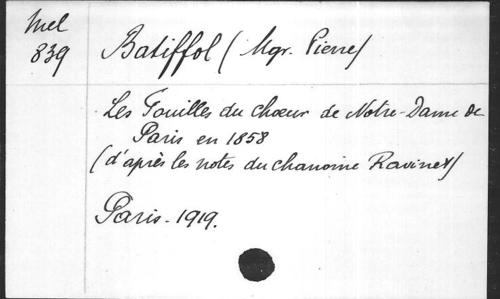 Mel
839
Batiffol (Mgr. Pierre)
Les Fouilles du chœur de Notre-Dame de
Paris en 1858
(d'après les notes du chanoine Ravinet)
Paris - 1919.